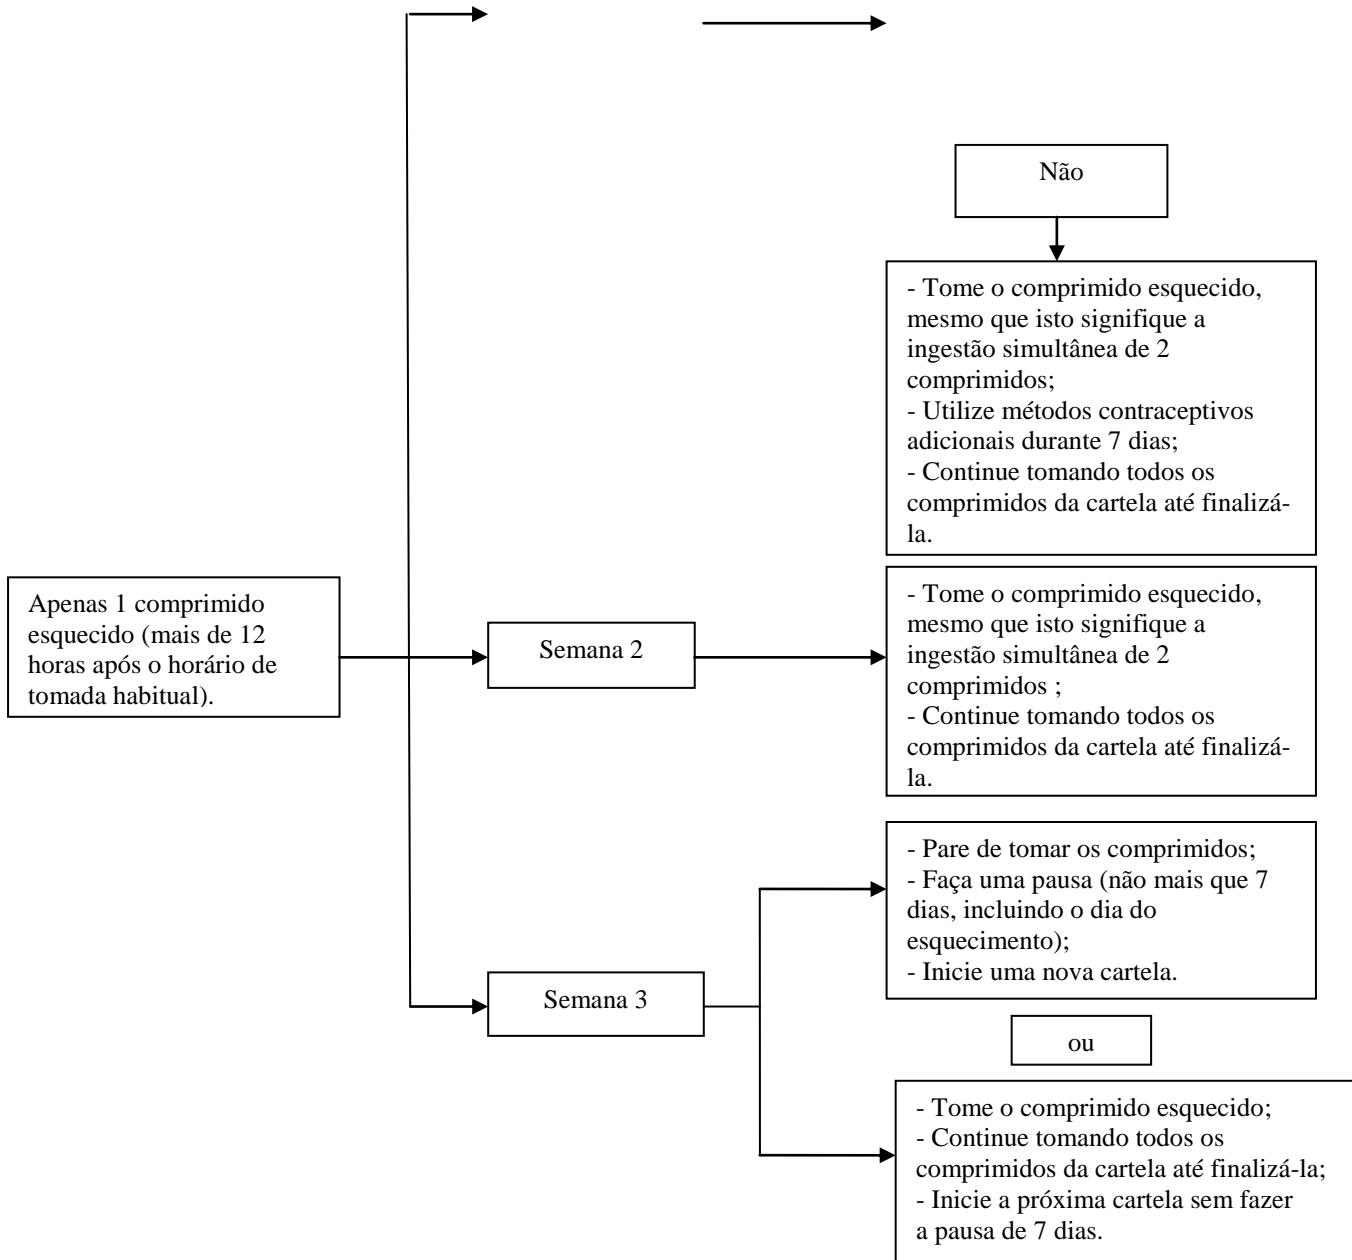 Não
- Tome o comprimido esquecido,
mesmo que isto signifique a
ingestão simultânea de 2
comprimidos;
- Utilize métodos contraceptivos
adicionais durante 7 dias;
- Continue tomando todos os
comprimidos da cartela até finalizá-
la.
Apenas 1 comprimido
esquecido (mais de 12
horas após o horário de
tomada habitual).
Semana 2
- Tome o comprimido esquecido,
mesmo que isto signifique a
ingestão simultânea de 2
comprimidos ;
- Continue tomando todos os
comprimidos da cartela até finalizá-
la.
Semana 3
- Pare de tomar os comprimidos;
- Faça uma pausa (não mais que 7
dias, incluindo o dia do
esquecimento);
- Inicie uma nova cartela.
ou
- Tome o comprimido esquecido;
- Continue tomando todos os
comprimidos da cartela até finalizá-la;
- Inicie a próxima cartela sem fazer
a pausa de 7 dias.